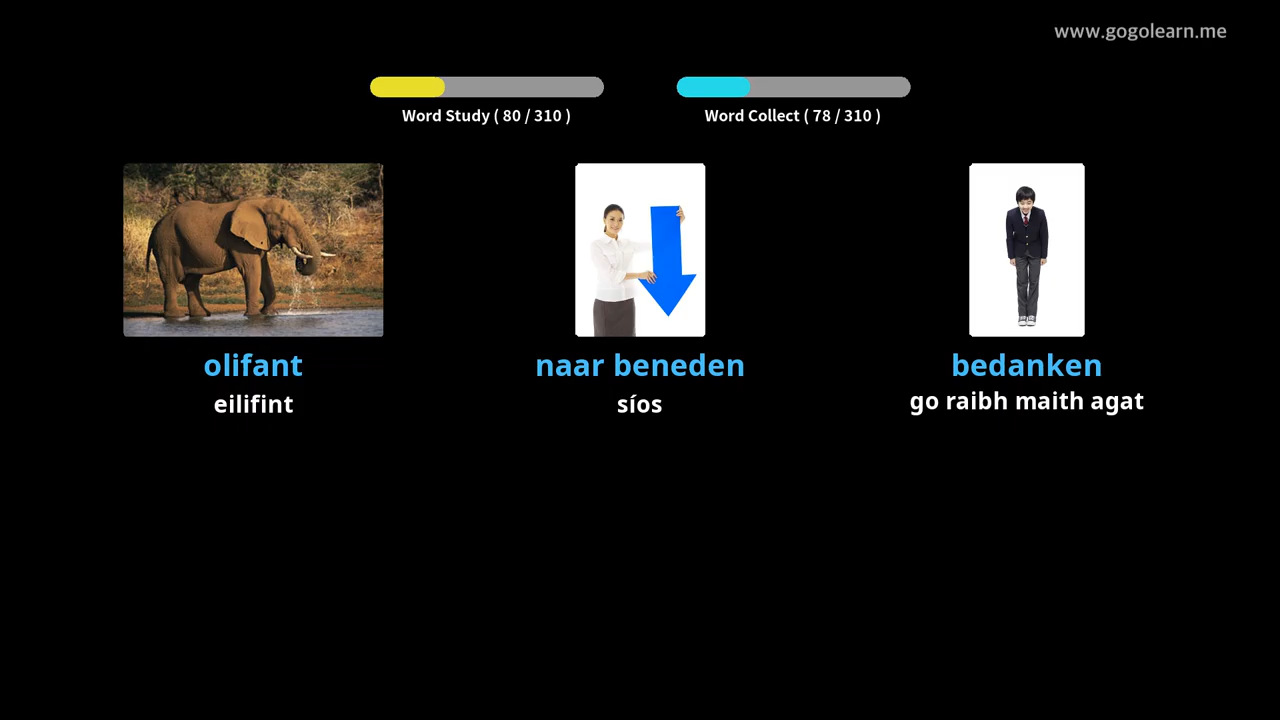 www.gogolearn.me
Word Study ( 80 / 310 )
Word Collect ( 78 / 310 )
olifant
eilifint
naar beneden
síos
bedanken
go raibh maith agat